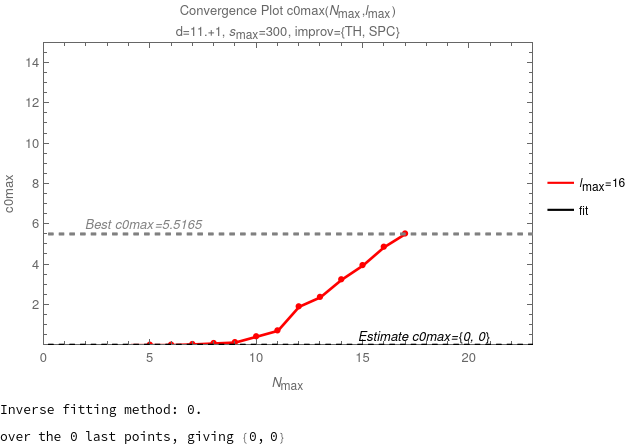 Convergence Plot c0max(Nmax,lmax)
d=11.+1, smax=300, improv={TH, SPC}
14
12
10
8
6
4
2
c0max
Best c0max=5.5165
Estimate c0max={0, 0}
0
5
10
15
20
Nmax
lmax=16
fit
Inverse fitting method: 0.
over the 0 last points, giving {0, 0}